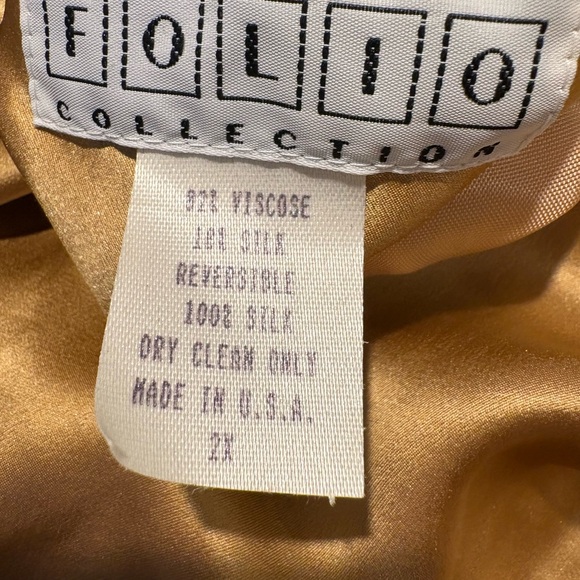 FOLIO
COLLECTION
82% VISCOSE
18% SILK
REVERSIBLE
100% SILK
DRY CLEAN ONLY
MADE IN U.S.A.
2X